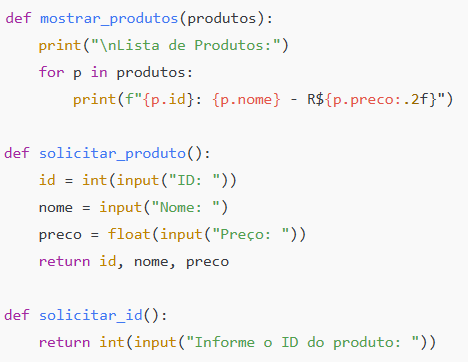 def mostrar_produtos(produtos):
    print("\nLista de Produtos:")
    for p in produtos:
        print(f"{p.id}: {p.nome} - R${p.preco:.2f}")

def solicitar_produto():
    id = int(input("ID: "))
    nome = input("Nome: ")
    preco = float(input("Preço: "))
    return id, nome, preco

def solicitar_id():
    return int(input("Informe o ID do produto: "))